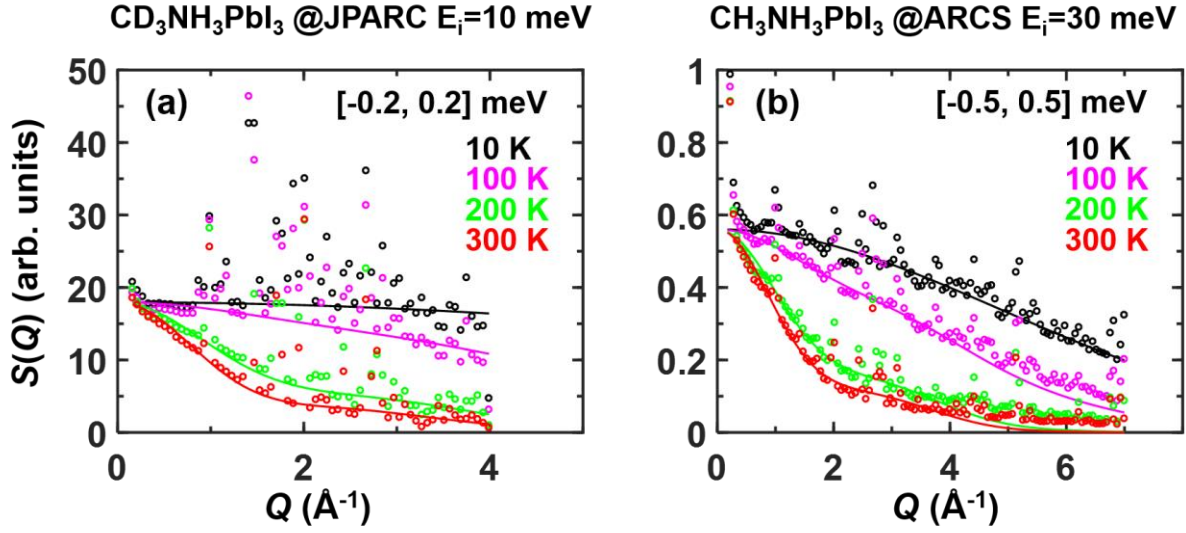 CD₃NH₃PbI₃ @JPARC Eᵢ=10 meV
CH₃NH₃PbI₃ @ARCS Eᵢ=30 meV
S(Q) (arb. units)
50
40
30
20
10
0
(a)
[-0.2, 0.2] meV
10 K
100 K
200 K
300 K
0
2
4
Q (Å⁻¹)
1
0.8
0.6
0.4
0.2
0
(b)
[-0.5, 0.5] meV
10 K
100 K
200 K
300 K
0
2
4
6
Q (Å⁻¹)